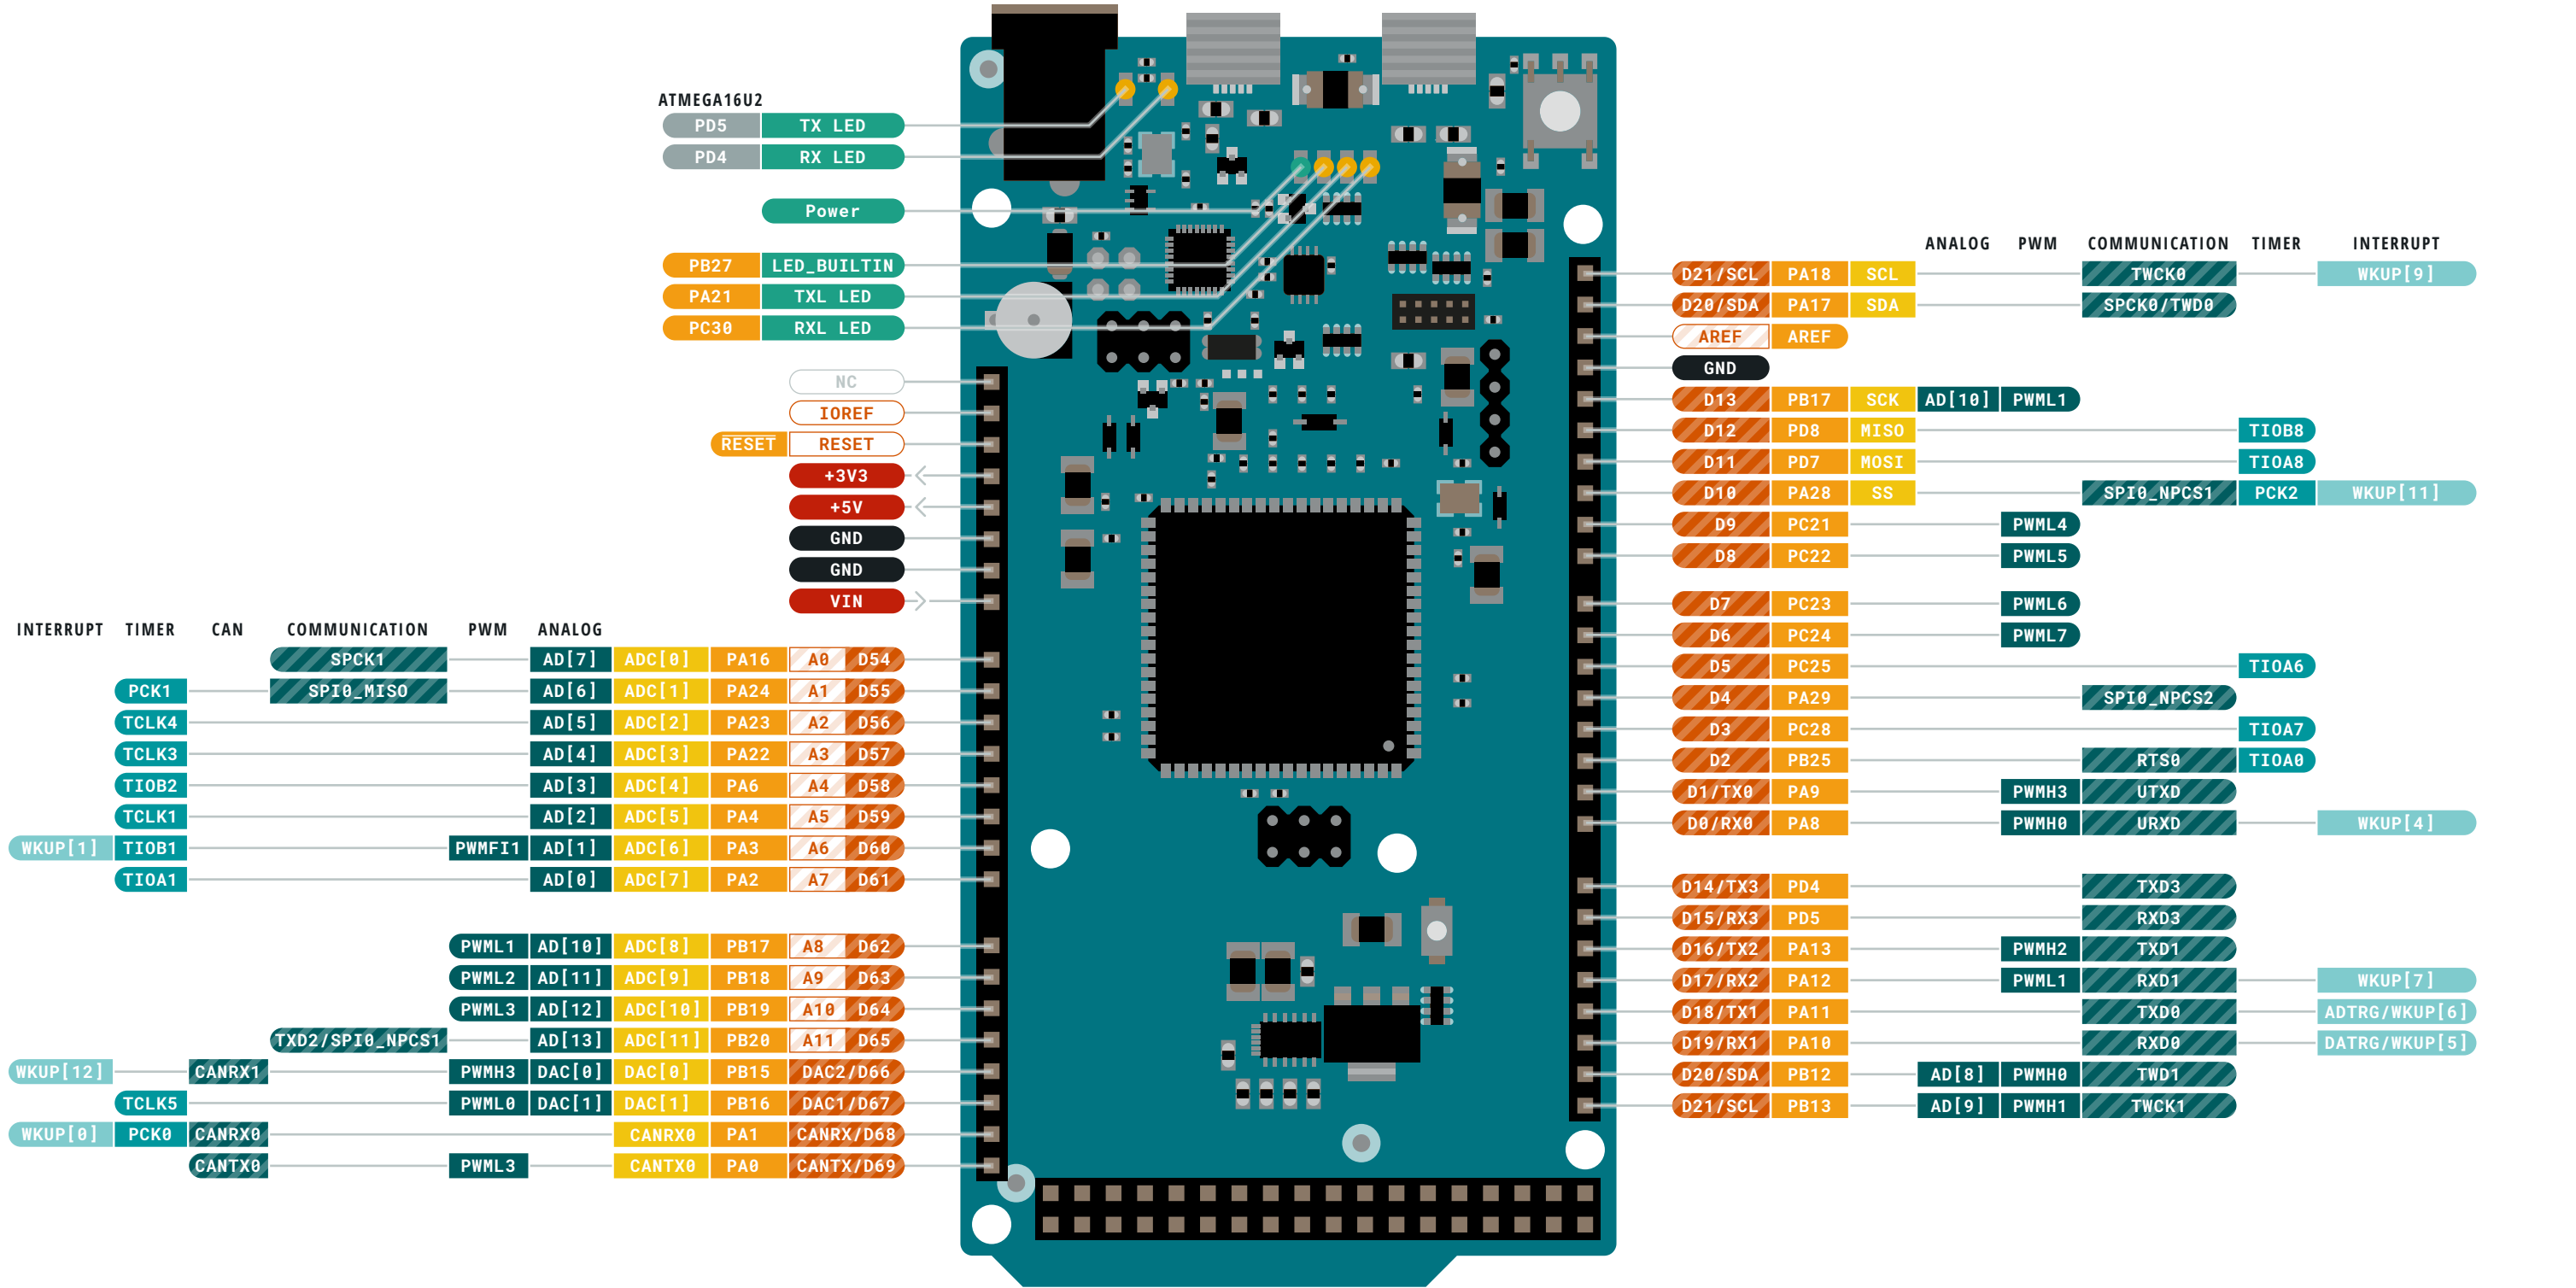 ATMEGA16U2
PD5 TX LED
PD4 RX LED
Power
PB27 LED_BUILTIN
PA21 TXL LED
PC30 RXL LED
NC
IOREF
RESET RESET
+3V3
+5V
GND
GND
VIN
INTERRUPT TIMER CAN COMMUNICATION PWM ANALOG
SPCK1 AD[7] ADC[0] PA16 A0 D54
PCK1 SPI0_MISO AD[6] ADC[1] PA24 A1 D55
TCLK4 AD[5] ADC[2] PA23 A2 D56
TCLK3 AD[4] ADC[3] PA22 A3 D57
TIOB2 AD[3] ADC[4] PA6 A4 D58
TCLK1 AD[2] ADC[5] PA4 A5 D59
WKUP[1] TIOB1 PWMFI1 AD[1] ADC[6] PA3 A6 D60
TIOA1 AD[0] ADC[7] PA2 A7 D61
PWML1 AD[10] ADC[8] PB17 A8 D62
PWML2 AD[11] ADC[9] PB18 A9 D63
PWML3 AD[12] ADC[10] PB19 A10 D64
TXD2/SPI0_NPCS1 AD[13] ADC[11] PB20 A11 D65
WKUP[12] CANRX1 PWMH3 DAC[0] DAC[0] PB15 DAC2/D66
TCLK5 PWML0 DAC[1] DAC[1] PB16 DAC1/D67
WKUP[0] PCK0 CANRX0 CANRX0 PA1 CANRX/D68
CANTX0 PWML3 CANTX0 PA0 CANTX/D69
ANALOG PWM COMMUNICATION TIMER INTERRUPT
D21/SCL PA18 SCL TWCK0 WKUP[9]
D20/SDA PA17 SDA SPCK0/TWD0
AREF AREF
GND
D13 PB17 SCK AD[10] PWML1
D12 PD8 MISO TIOB8
D11 PD7 MOSI TIOA8
D10 PA28 SS SPI0_NPCS1 PCK2 WKUP[11]
D9 PC21 PWML4
D8 PC22 PWML5
D7 PC23 PWML6
D6 PC24 PWML7
D5 PC25 TIOA6
D4 PA29 SPI0_NPCS2
D3 PC28 TIOA7
D2 PB25 RTS0 TIOA0
D1/TX0 PA9 PWMH3 UTXD
D0/RX0 PA8 PWMH0 URXD WKUP[4]
D14/TX3 PD4 TXD3
D15/RX3 PD5 RXD3
D16/TX2 PA13 PWMH2 TXD1
D17/RX2 PA12 PWML1 RXD1 WKUP[7]
D18/TX1 PA11 TXD0 ADTRG/WKUP[6]
D19/RX1 PA10 RXD0 DATRG/WKUP[5]
D20/SDA PB12 AD[8] PWMH0 TWD1
D21/SCL PB13 AD[9] PWMH1 TWCK1